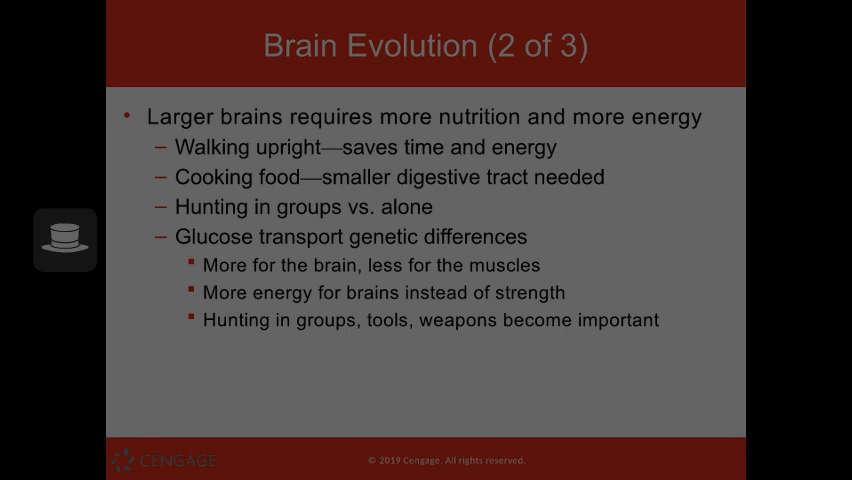 Brain Evolution (2 of 3)
• Larger brains requires more nutrition and more energy
– Walking upright—saves time and energy
– Cooking food—smaller digestive tract needed
– Hunting in groups vs. alone
– Glucose transport genetic differences
▪ More for the brain, less for the muscles
▪ More energy for brains instead of strength
▪ Hunting in groups, tools, weapons become important
CENGAGE
© 2019 Cengage. All rights reserved.